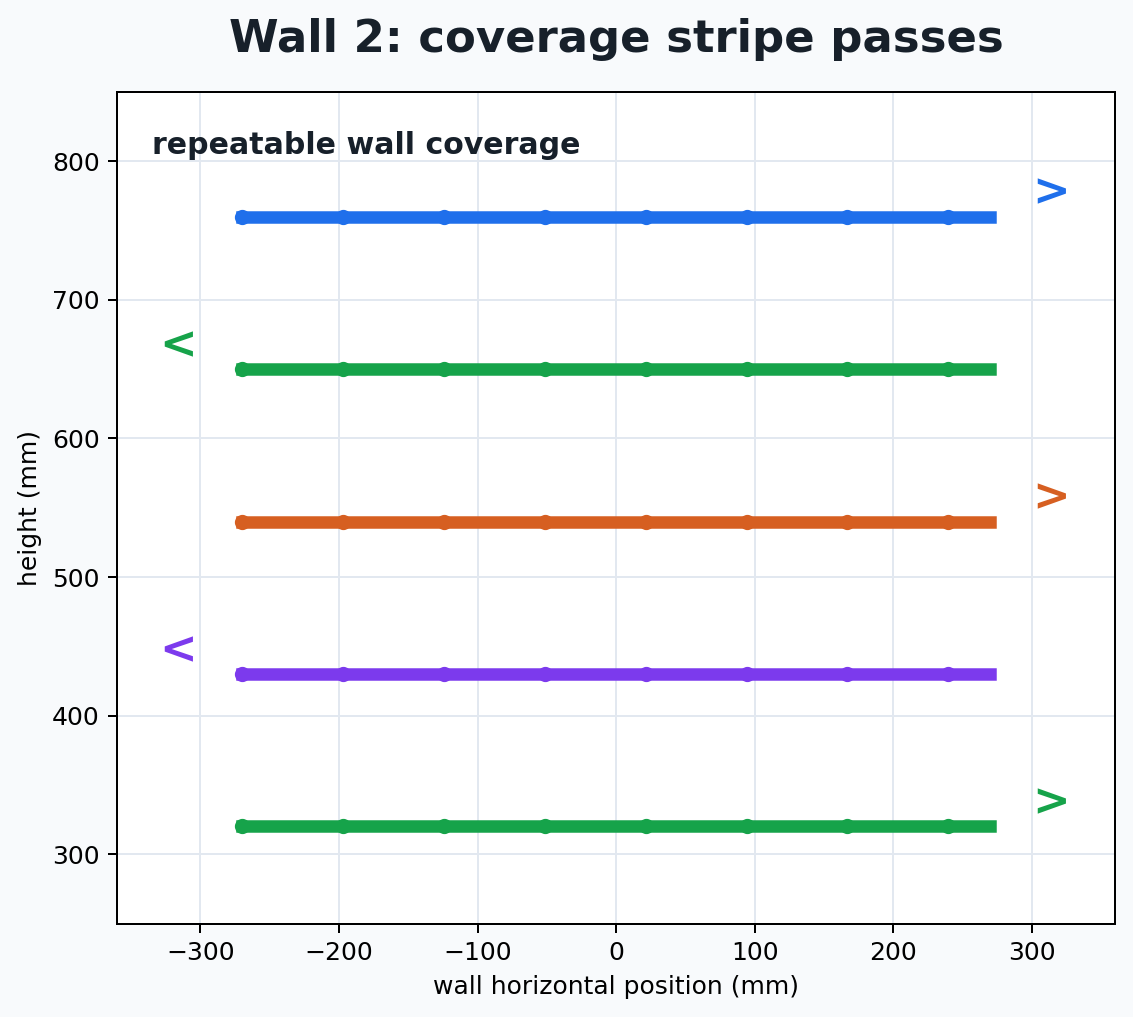 Wall 2: coverage stripe passes
repeatable wall coverage
800
>
700
<
600
>
500
<
400
>
300
height (mm)
−300 −200 −100 0 100 200 300
wall horizontal position (mm)